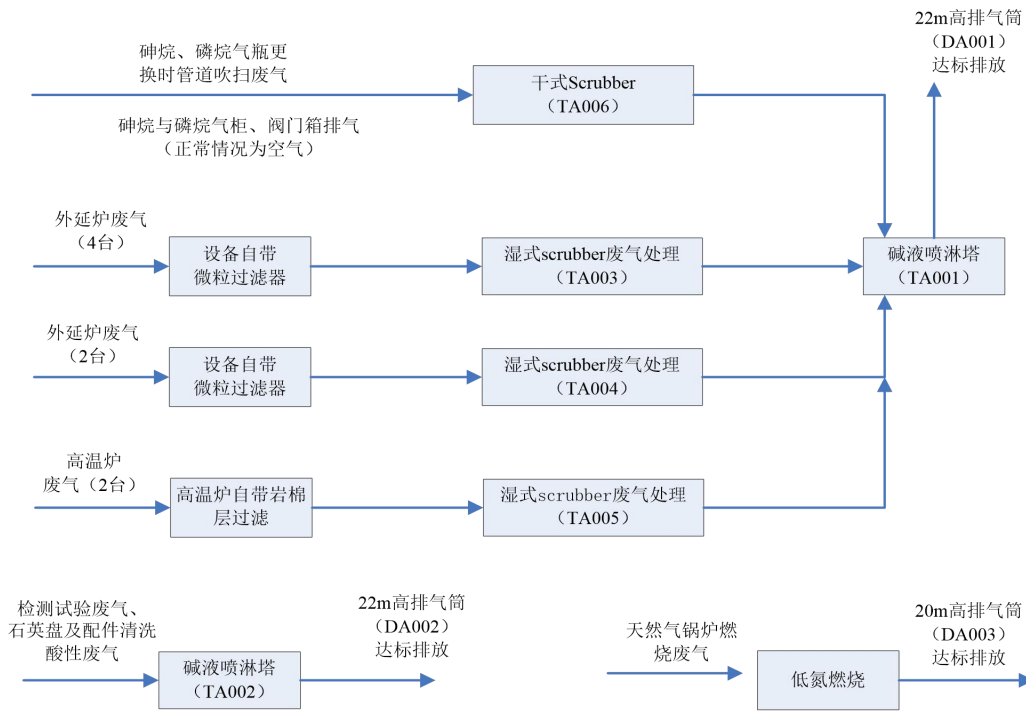 砷烷、磷烷气瓶更
换时管道吹扫废气
砷烷与磷烷气柜、阀门箱排气
（正常情况为空气）
干式Scrubber
（TA006）
22m高排气筒
（DA001）
达标排放
外延炉废气
（4台）
设备自带
微粒过滤器
湿式scrubber废气处理
（TA003）
碱液喷淋塔
（TA001）
外延炉废气
（2台）
设备自带
微粒过滤器
湿式scrubber废气处理
（TA004）
高温炉
废气（2台）
高温炉自带岩棉
层过滤
湿式scrubber废气处理
（TA005）
检测试验废气、
石英盘及配件清洗
酸性废气
碱液喷淋塔
（TA002）
22m高排气筒
（DA002）
达标排放
天然气锅炉燃
烧废气
低氮燃烧
20m高排气筒
（DA003）
达标排放